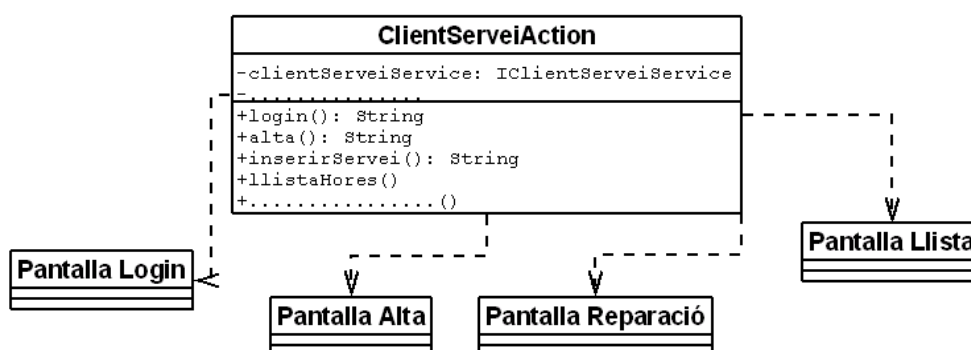 ClientServeiAction
-clientServeiService: IClientServeiService
-...............
+login(): String
+alta(): String
+inserirServei(): String
+llistaHores()
+................()
Pantalla Llista
Pantalla Login
Pantalla Alta
Pantalla Reparació